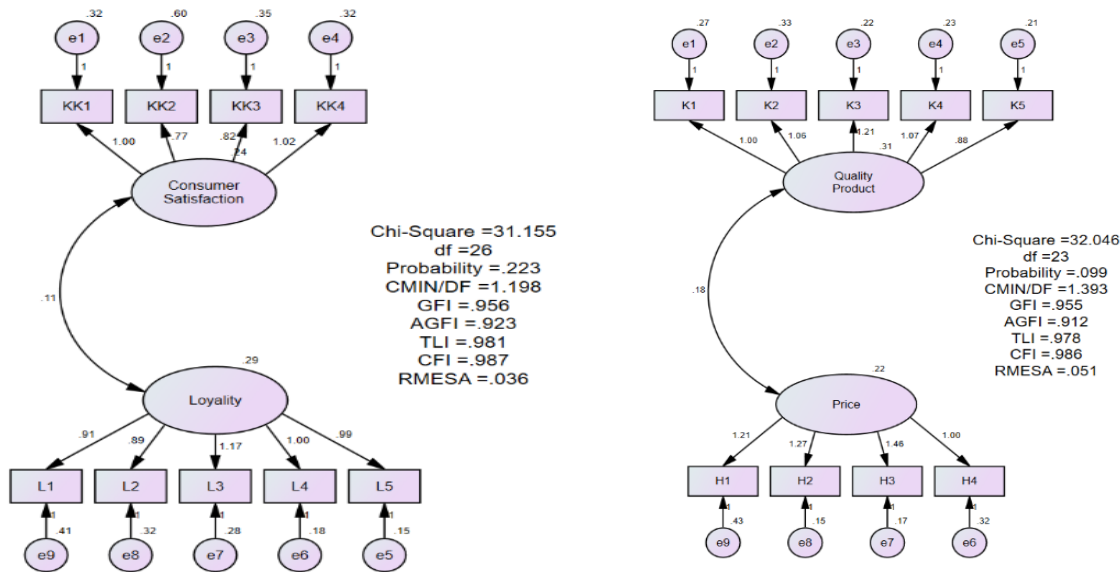 .32 .60 .35 .32
e1 e2 e3 e4
1 1 1 1
KK1 KK2 KK3 KK4
1.00 .77 .82 1.02
.24
Consumer
Satisfaction
.11
.29
Loyality
.91 .89 1.17 1.00 .99
L1 L2 L3 L4 L5
1 1 1 1 1
.41 .32 .28 .18 .15
e9 e8 e7 e6 e5
Chi-Square =31.155
df =26
Probability =.223
CMIN/DF =1.198
GFI =.956
AGFI =.923
TLI =.981
CFI =.987
RMESA =.036
.27 .33 .22 .23 .21
e1 e2 e3 e4 e5
1 1 1 1 1
K1 K2 K3 K4 K5
1.00 1.06 1.21 1.07 .88
.31
Quality
Product
.18
.22
Price
1.21 1.27 1.46 1.00
H1 H2 H3 H4
1 1 1 1
.43 .15 .17 .32
e9 e8 e7 e6
Chi-Square =32.046
df =23
Probability =.099
CMIN/DF =1.393
GFI =.955
AGFI =.912
TLI =.978
CFI =.986
RMESA =.051